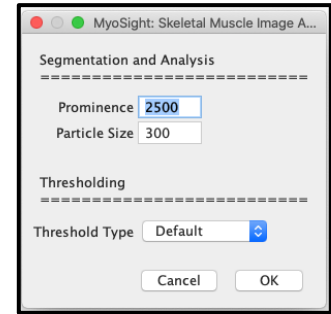 MyoSight: Skeletal Muscle Image A...
Segmentation and Analysis
==========================
Prominence 2500
Particle Size 300
Thresholding
==========================
Threshold Type Default
Cancel OK